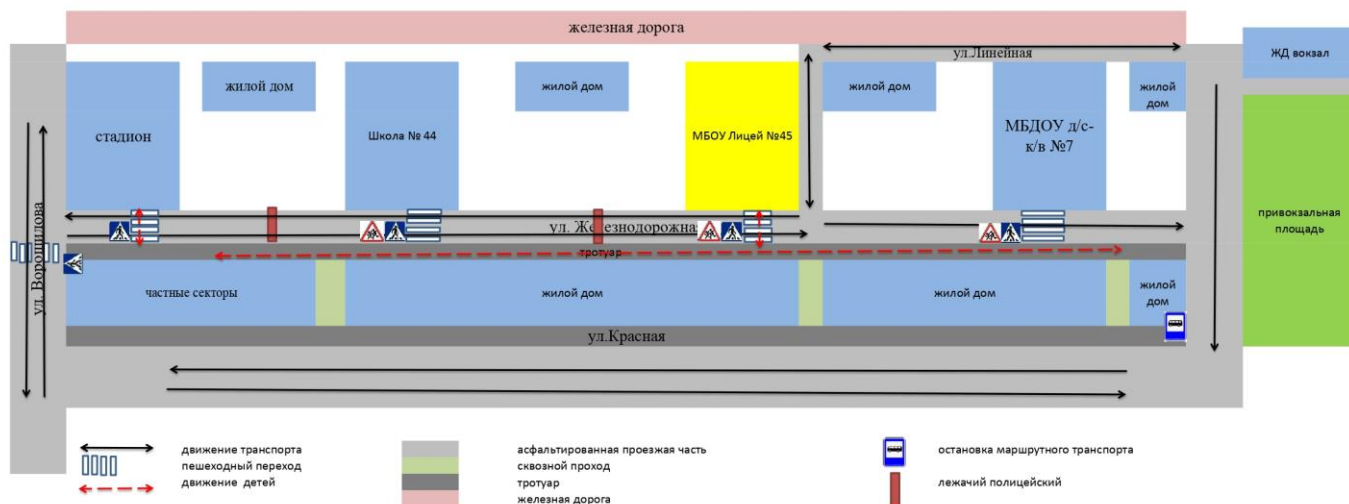 железная дорога
ул.Линейная
ЖД вокзал
жилой дом
жилой дом
жилой
дом
жилой дом
стадион
Школа № 44
МБОУ Лицей №45
МБДОУ д/с-
к/в №7
привокзальная
площадь
ул. Железнодорожная
тротуар
ул. Ворошилова
частные секторы
жилой дом
жилой дом
жилой
дом
ул.Красная
движение транспорта
пешеходный переход
движение детей
асфальтированная проезжая часть
сквозной проход
тротуар
железная дорога
остановка маршрутного транспорта
лежачий полицейский